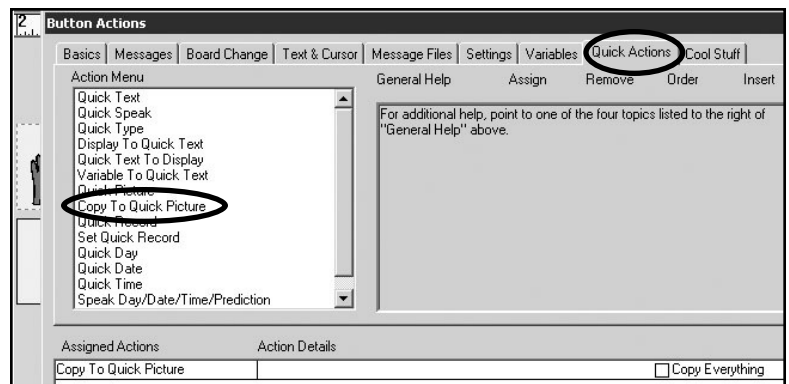 2
Button Actions
Basics Messages Board Change Text & Cursor Message Files Settings Variables Quick Actions Cool Stuff
Action Menu
General Help Assign Remove Order Insert
Quick Text
Quick Speak
Quick Type
Display To Quick Text
Quick Text To Display
Variable To Quick Text
Quick Picture
Copy To Quick Picture
Quick Record
Set Quick Record
Quick Day
Quick Date
Quick Time
Speak Day/Date/Time/Prediction
For additional help, point to one of the four topics listed to the right of
"General Help" above.
Assigned Actions Action Details
Copy To Quick Picture Copy Everything